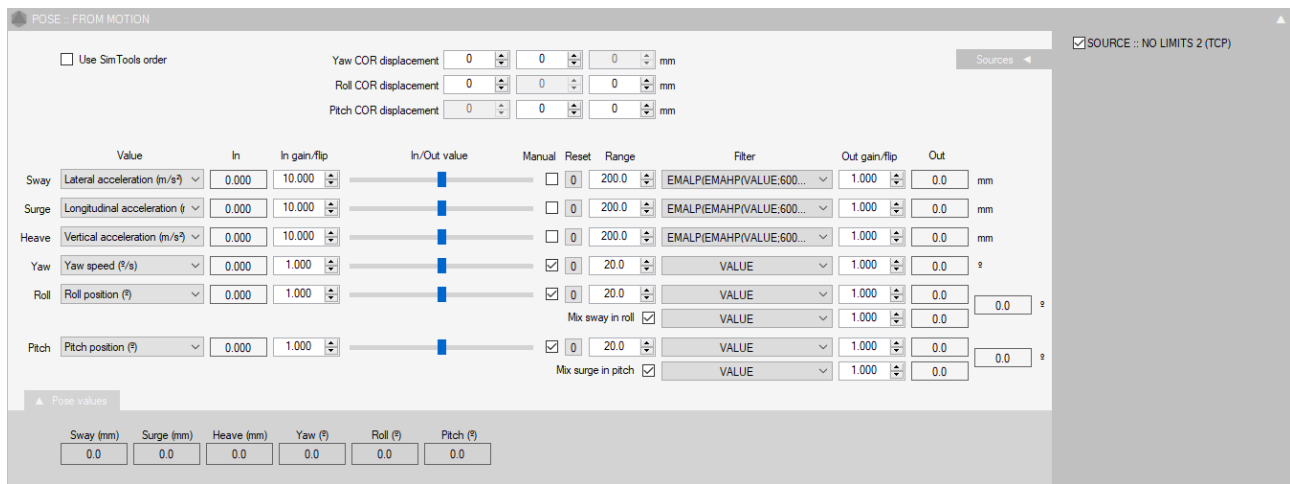 POSE :: FROM MOTION
SOURCE :: NO LIMITS 2 (TCP)
Use SimTools order
Yaw COR displacement 0 0 0 mm
Sources
Roll COR displacement 0 0 0 mm
Pitch COR displacement 0 0 0 mm
Value In In gain/flip In/Out value Manual Reset Range Filter Out gain/flip Out
Sway Lateral acceleration (m/s²) 0.000 10.000 0 200.0 EMALP(EMAHP(VALUE;600... 1.000 0.0 mm
Surge Longitudinal acceleration (r 0.000 10.000 0 200.0 EMALP(EMAHP(VALUE;600... 1.000 0.0 mm
Heave Vertical acceleration (m/s²) 0.000 10.000 0 200.0 EMALP(EMAHP(VALUE;600... 1.000 0.0 mm
Yaw Yaw speed (º/s) 0.000 1.000 0 20.0 VALUE 1.000 0.0 º
Roll Roll position (º) 0.000 1.000 0 20.0 VALUE 1.000 0.0
0.0 º
Mix sway in roll VALUE 1.000 0.0
Pitch Pitch position (º) 0.000 1.000 0 20.0 VALUE 1.000 0.0
0.0 º
Mix surge in pitch VALUE 1.000 0.0
Pose values
Sway (mm) Surge (mm) Heave (mm) Yaw (º) Roll (º) Pitch (º)
0.0 0.0 0.0 0.0 0.0 0.0